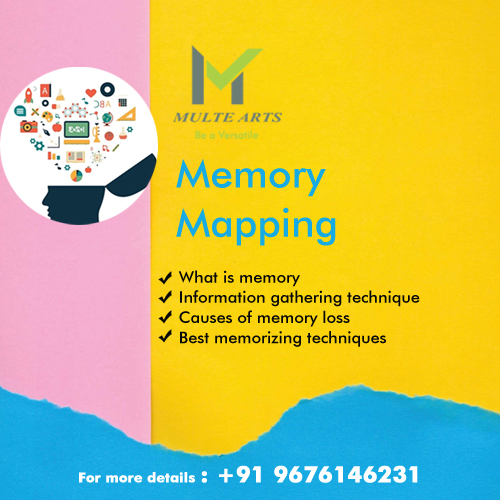 MULTE ARTS
Be a Versatile
Memory
Mapping
What is memory
Information gathering technique
Causes of memory loss
Best memorizing techniques
For more details : +91 9676146231